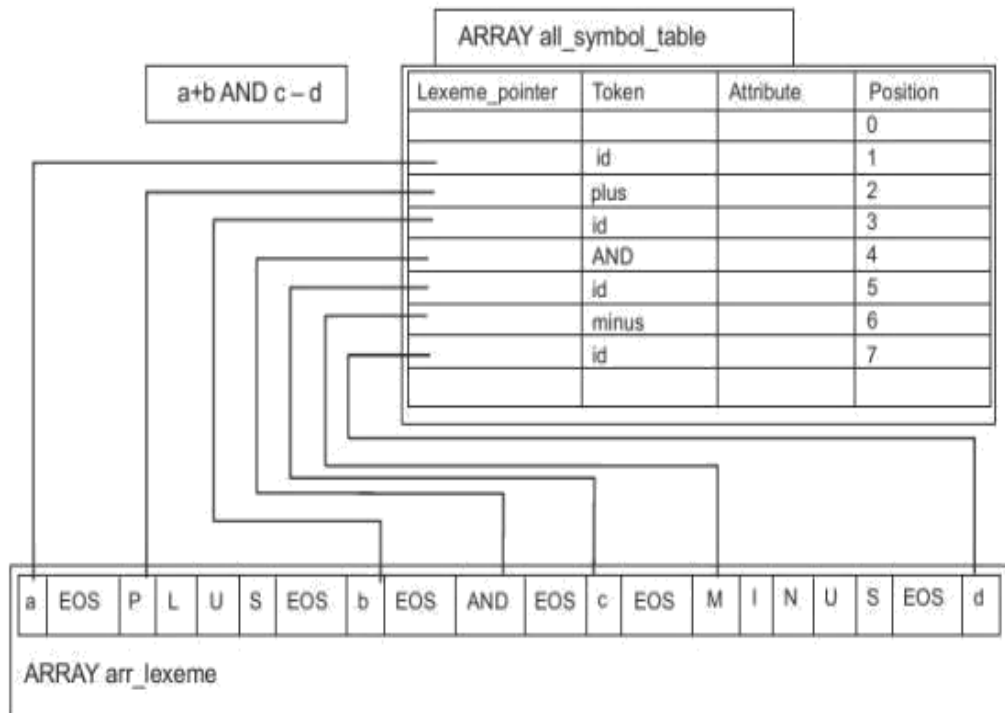 ARRAY all_symbol_table
a+b AND c – d
Lexeme_pointer Token Attribute Position
0
id 1
plus 2
id 3
AND 4
id 5
minus 6
id 7
a EOS P L U S EOS b EOS AND EOS c EOS M I N U S EOS d
ARRAY arr_lexeme